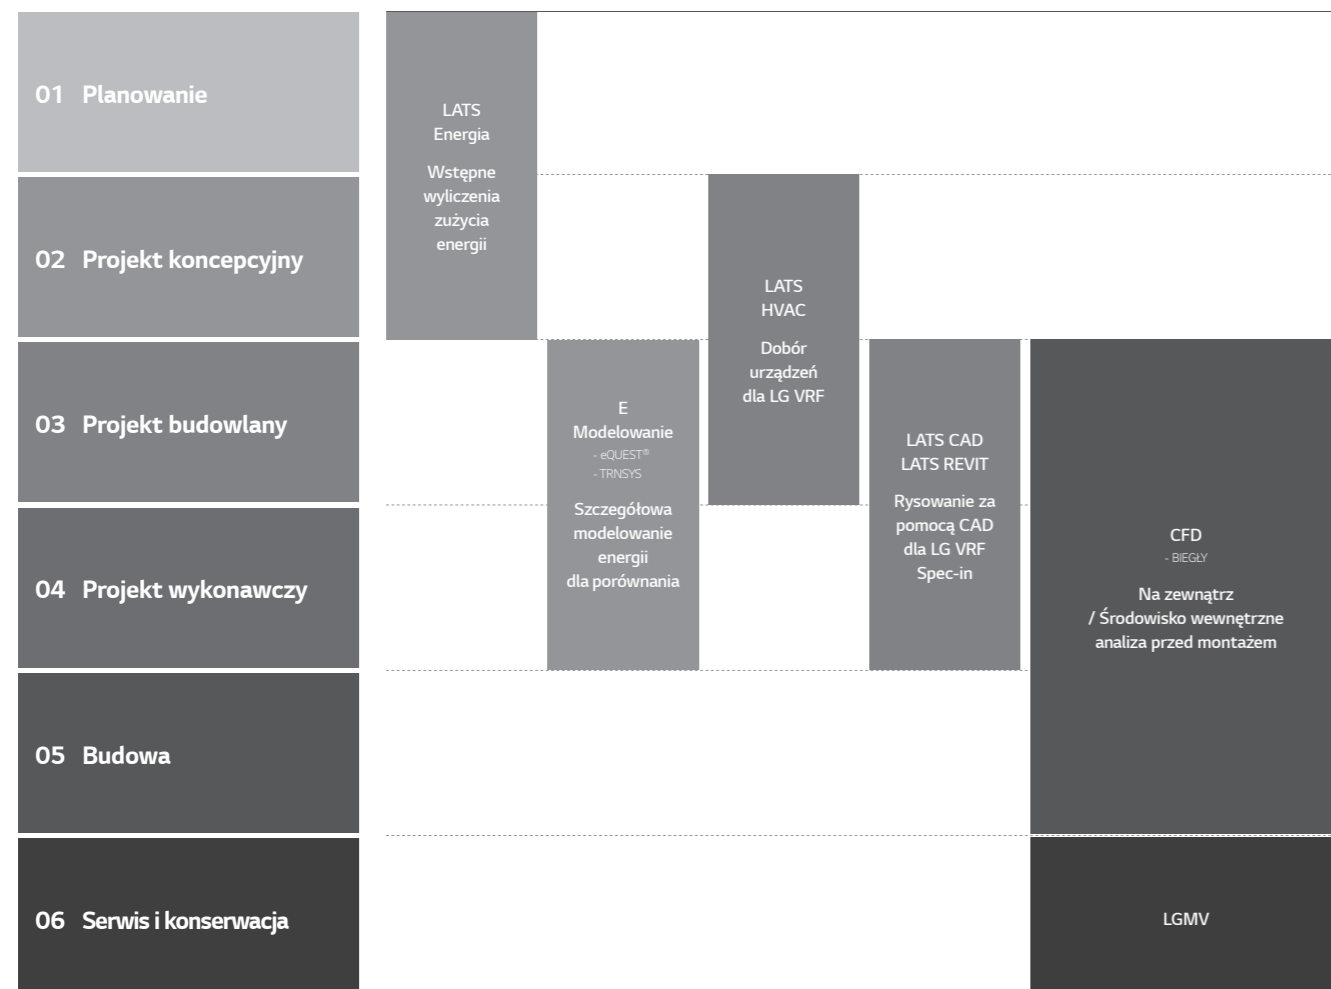 01 Planowanie
02 Projekt koncepcyjny
03 Projekt budowlany
04 Projekt wykonawczy
05 Budowa
06 Serwis i konserwacja
LATS
Energia
Wstępne
wyliczenia
zużycia
energii
E
Modelowanie
- eQUEST®
- TRNSYS
Szczegółowa
modelowanie
energii
dla porównania
LATS
HVAC
Dobór
urządzeń
dla LG VRF
LATS CAD
LATS REVIT
Rysowanie za
pomocą CAD
dla LG VRF
Spec-in
CFD
- BIEGŁY
Na zewnątrz
/ Środowisko wewnętrzne
analiza przed montażem
LGMV